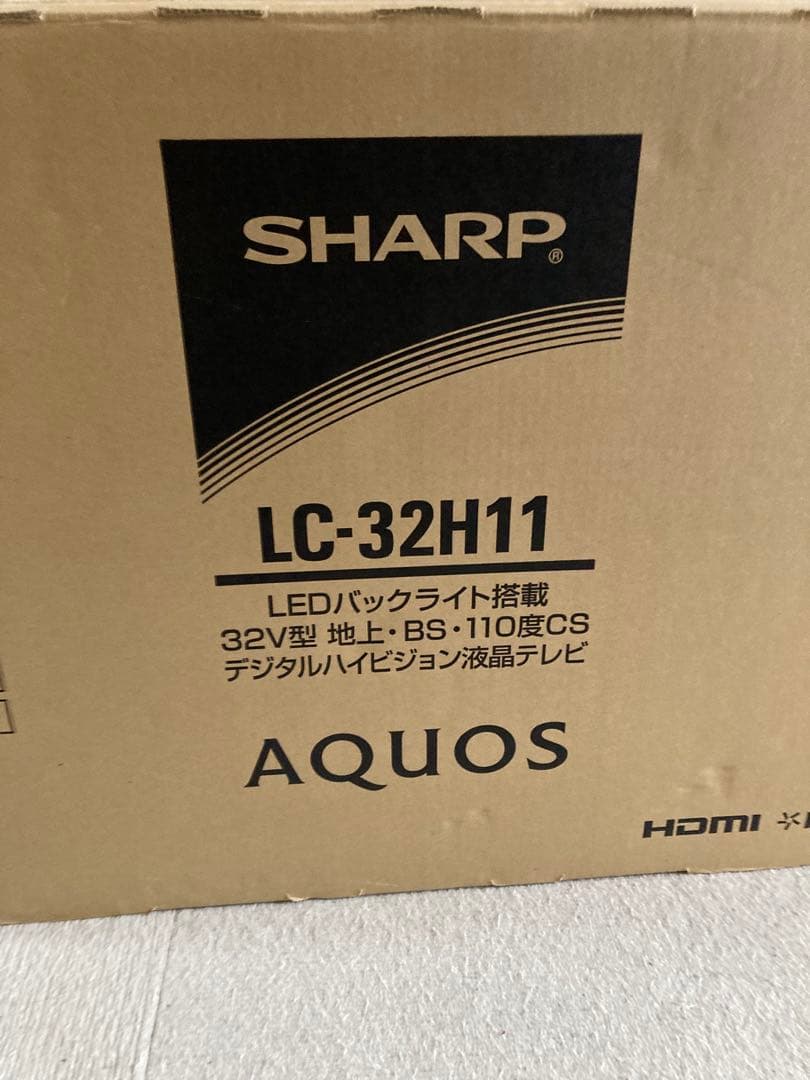 SHARP®
LC-32H11
LEDバックライト搭載
32V型 地上・BS・110度CS
デジタルハイビジョン液晶テレビ
AQUOS
HDMI